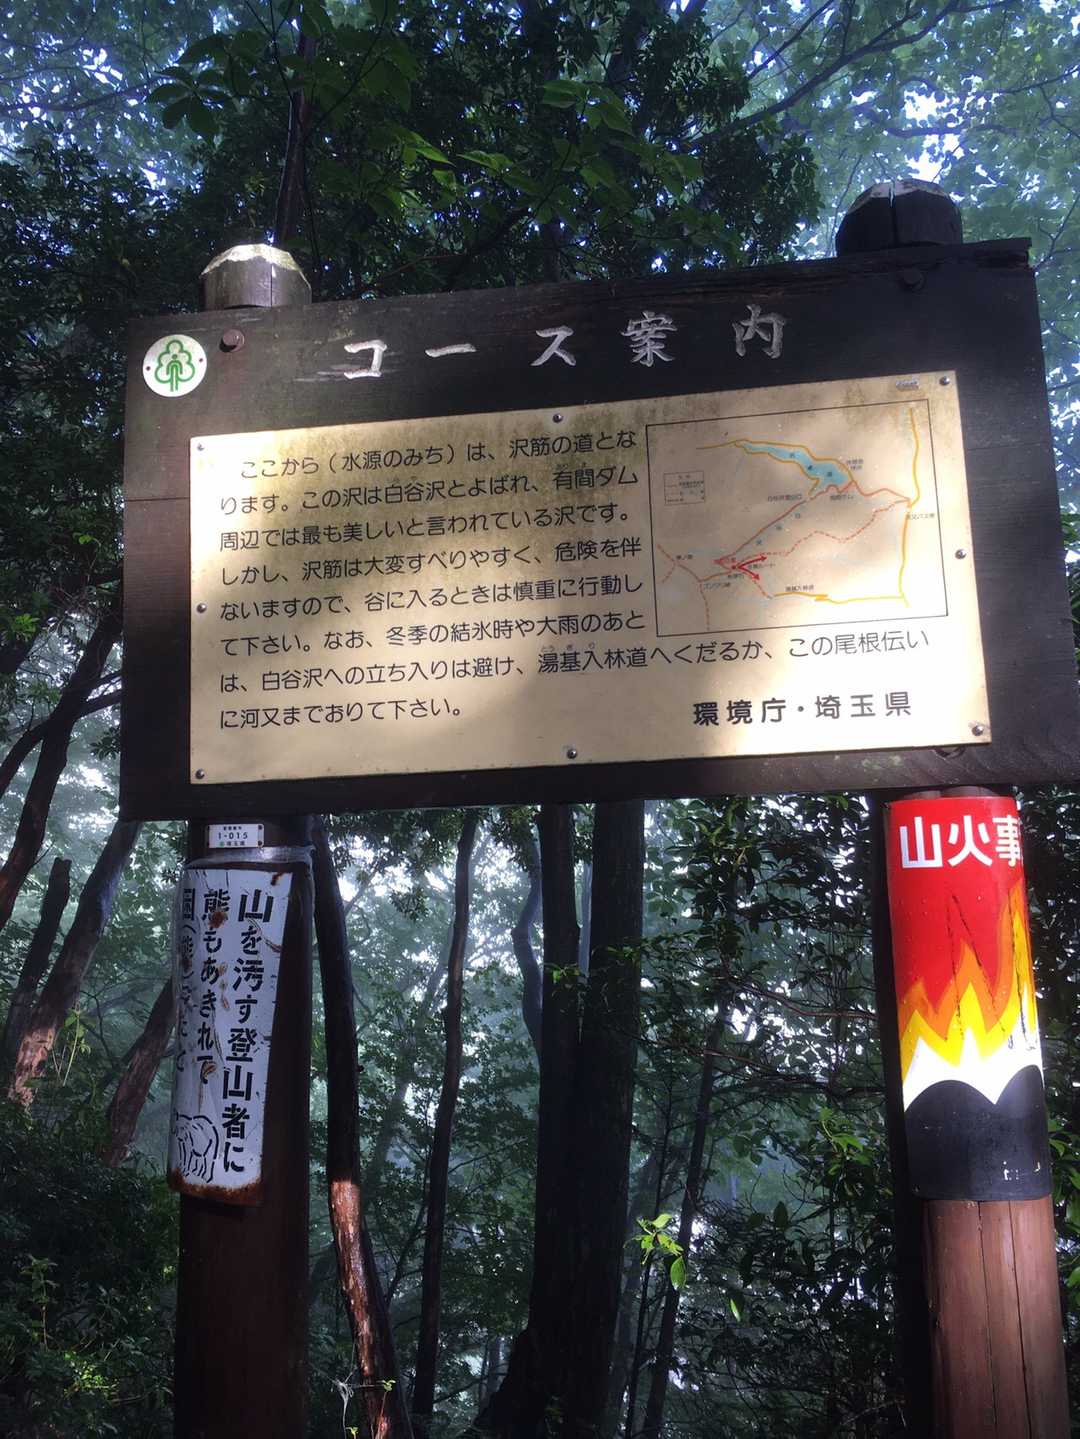 コース案内
ここから（水源のみち）は、沢筋の道とな
ります。この沢は白谷沢とよばれ、有間ダム
周辺では最も美しいと言われている沢です。
しかし、沢筋は大変すべりやすく、危険を伴
ないますので、谷に入るときは慎重に行動し
て下さい。なお、冬季の結氷時や大雨のあと
は、白谷沢への立ち入りは避け、湯基入林道へくだるか、この尾根伝い
に河又までおりて下さい。
環境庁・埼玉県
1-015
埼玉県
山を汚す登山者に
熊もあきれて
山火事